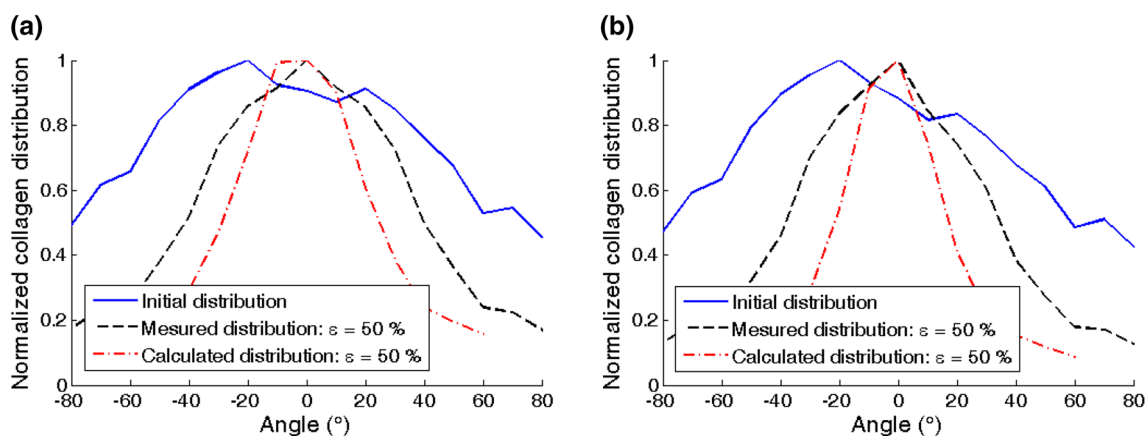 (a)
Normalized collagen distribution
1
0.8
0.6
0.4
0.2
0
-80 -60 -40 -20 0 20 40 60 80
Angle (°)
Initial distribution
Mesured distribution: ε = 50 %
Calculated distribution: ε = 50 %
(b)
Normalized collagen distribution
1
0.8
0.6
0.4
0.2
0
-80 -60 -40 -20 0 20 40 60 80
Angle (°)
Initial distribution
Mesured distribution: ε = 50 %
Calculated distribution: ε = 50 %